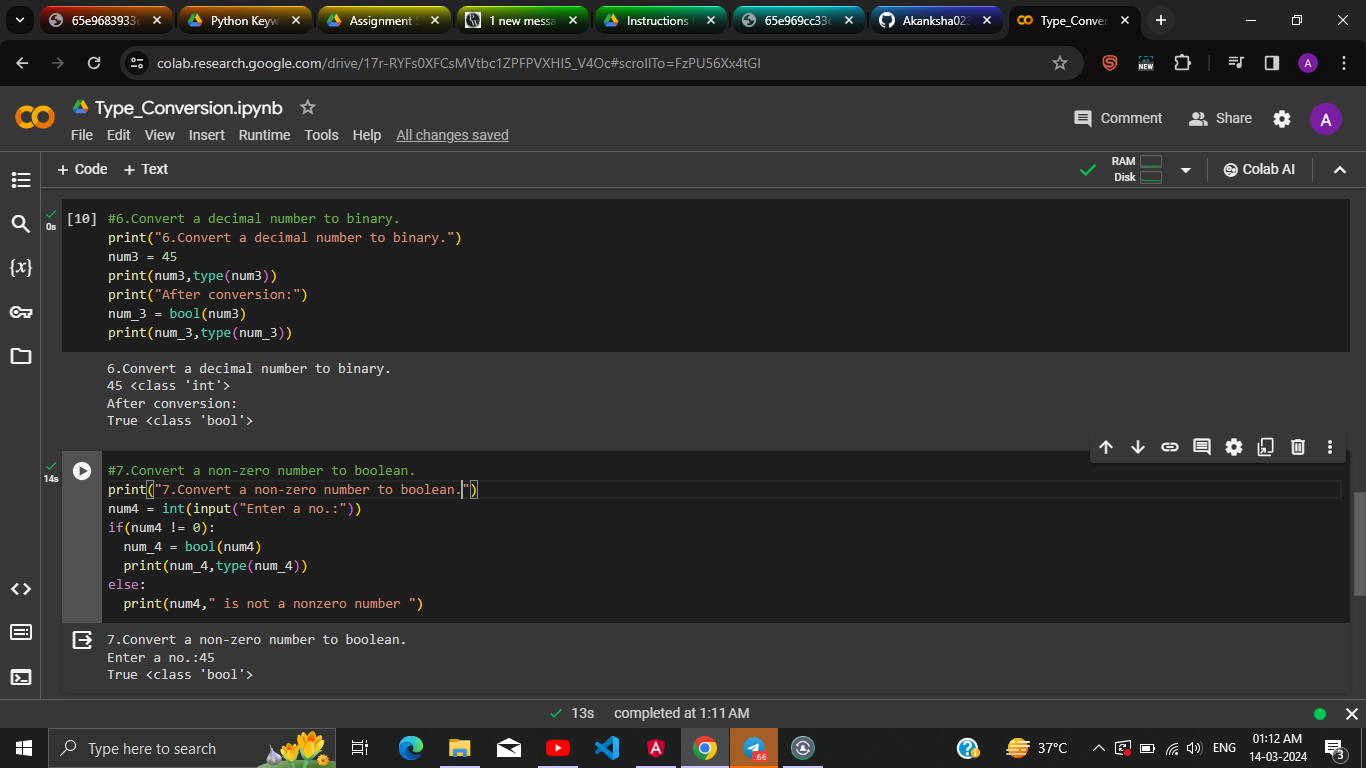 65e9683933
Python Keyw
Assignment
1 new messa
Instructions
65e969cc33
Akanksha02
Type_Conver
colab.research.google.com/drive/17r-RYFs0XFCsMVtbc1ZPFPVXHI5_V4Oc#scrollTo=FzPU56Xx4tGI
NEW
A
Type_Conversion.ipynb
File Edit View Insert Runtime Tools Help All changes saved
Comment Share A
+ Code + Text
RAM
Disk
Colab AI
0s
[10] #6.Convert a decimal number to binary.
print("6.Convert a decimal number to binary.")
num3 = 45
print(num3,type(num3))
print("After conversion:")
num_3 = bool(num3)
print(num_3,type(num_3))
6.Convert a decimal number to binary.
45 <class 'int'>
After conversion:
True <class 'bool'>
14s
#7.Convert a non-zero number to boolean.
print("7.Convert a non-zero number to boolean.")
num4 = int(input("Enter a no.:"))
if(num4 != 0):
num_4 = bool(num4)
print(num_4,type(num_4))
else:
print(num4," is not a nonzero number ")
7.Convert a non-zero number to boolean.
Enter a no.:45
True <class 'bool'>
13s completed at 1:11 AM
Type here to search
.66
37°C
ENG
01:12 AM
14-03-2024
3